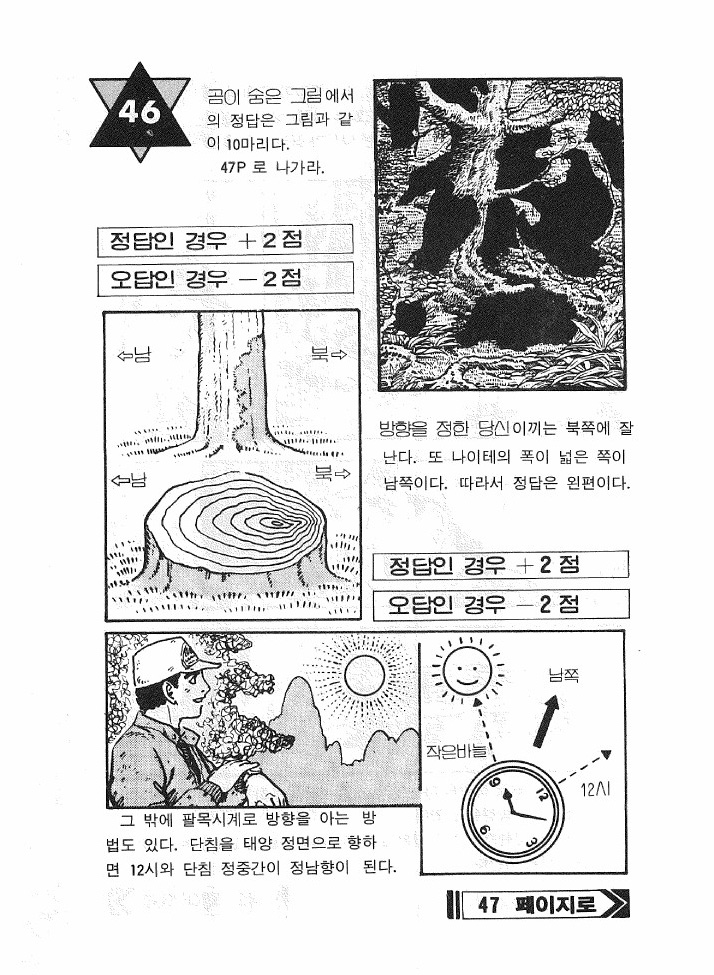 46
곰이 숨은 그림에서
의 정답은 그림과 같
이 10마리다.
47P 로 나가라.
정답인 경우 + 2 점
오답인 경우 - 2 점
⇦남
북⇨
⇦남
북⇨
방향을 정한 당신이끼는 북쪽에 잘
난다. 또 나이테의 폭이 넓은 쪽이
남쪽이다. 따라서 정답은 왼편이다.
정답인 경우 + 2 점
오답인 경우 - 2 점
남쪽
작은바늘
12시
9
12
6
3
그 밖에 팔목시계로 방향을 아는 방
법도 있다. 단침을 태양 정면으로 향하
면 12시와 단침 정중간이 정남향이 된다.
47 페이지로